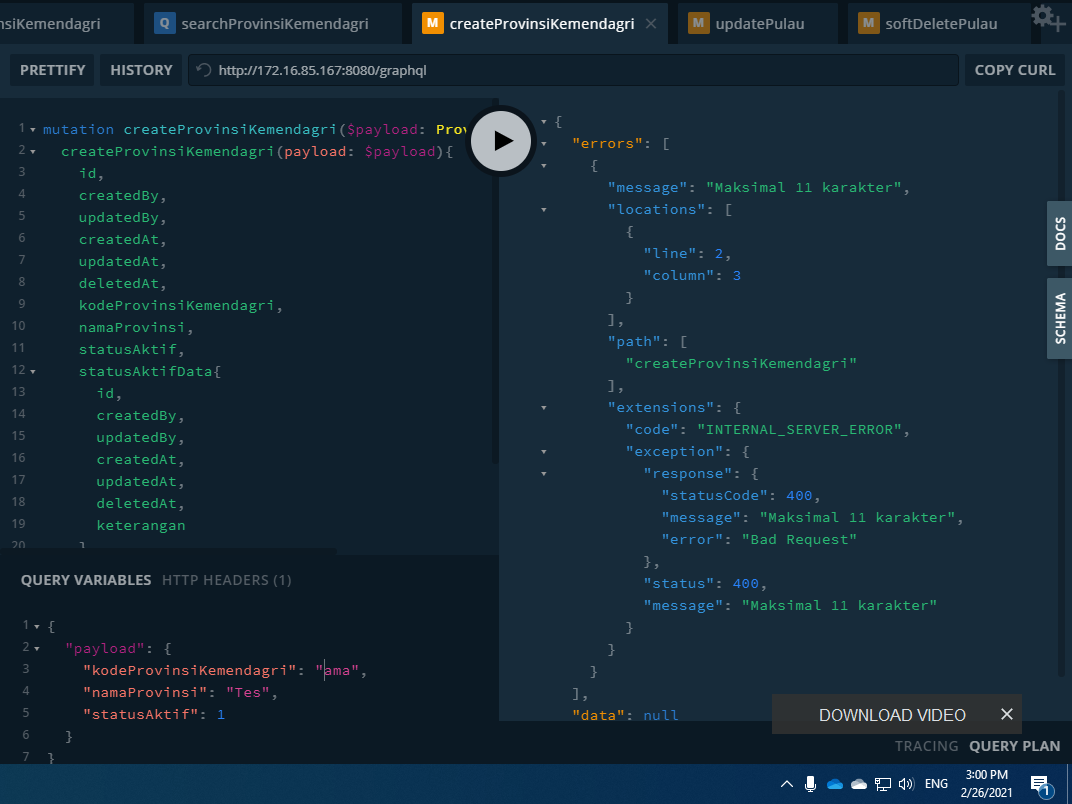 nsiKemendagri
Q searchProvinsiKemendagri
M createProvinsiKemendagri
M updatePulau
M softDeletePulau
PRETTIFY
HISTORY
http://172.16.85.167:8080/graphql
COPY CURL
1 mutation createProvinsiKemendagri($payload: Prov
2 createProvinsiKemendagri(payload: $payload){
3 id,
4 createdBy,
5 updatedBy,
6 createdAt,
7 updatedAt,
8 deletedAt,
9 kodeProvinsiKemendagri,
10 namaProvinsi,
11 statusAktif,
12 statusAktifData{
13 id,
14 createdBy,
15 updatedBy,
16 createdAt,
17 updatedAt,
18 deletedAt,
19 keterangan
20 }
QUERY VARIABLES
HTTP HEADERS (1)
1 {
2 "payload": {
3 "kodeProvinsiKemendagri": "ama",
4 "namaProvinsi": "Tes",
5 "statusAktif": 1
6 }
7 }
{
"errors": [
{
"message": "Maksimal 11 karakter",
"locations": [
{
"line": 2,
"column": 3
}
],
"path": [
"createProvinsiKemendagri"
],
"extensions": {
"code": "INTERNAL_SERVER_ERROR",
"exception": {
"response": {
"statusCode": 400,
"message": "Maksimal 11 karakter",
"error": "Bad Request"
},
"status": 400,
"message": "Maksimal 11 karakter"
}
}
}
],
"data": null
DOCS
SCHEMA
DOWNLOAD VIDEO
TRACING
QUERY PLAN
ENG
3:00 PM
2/26/2021
1